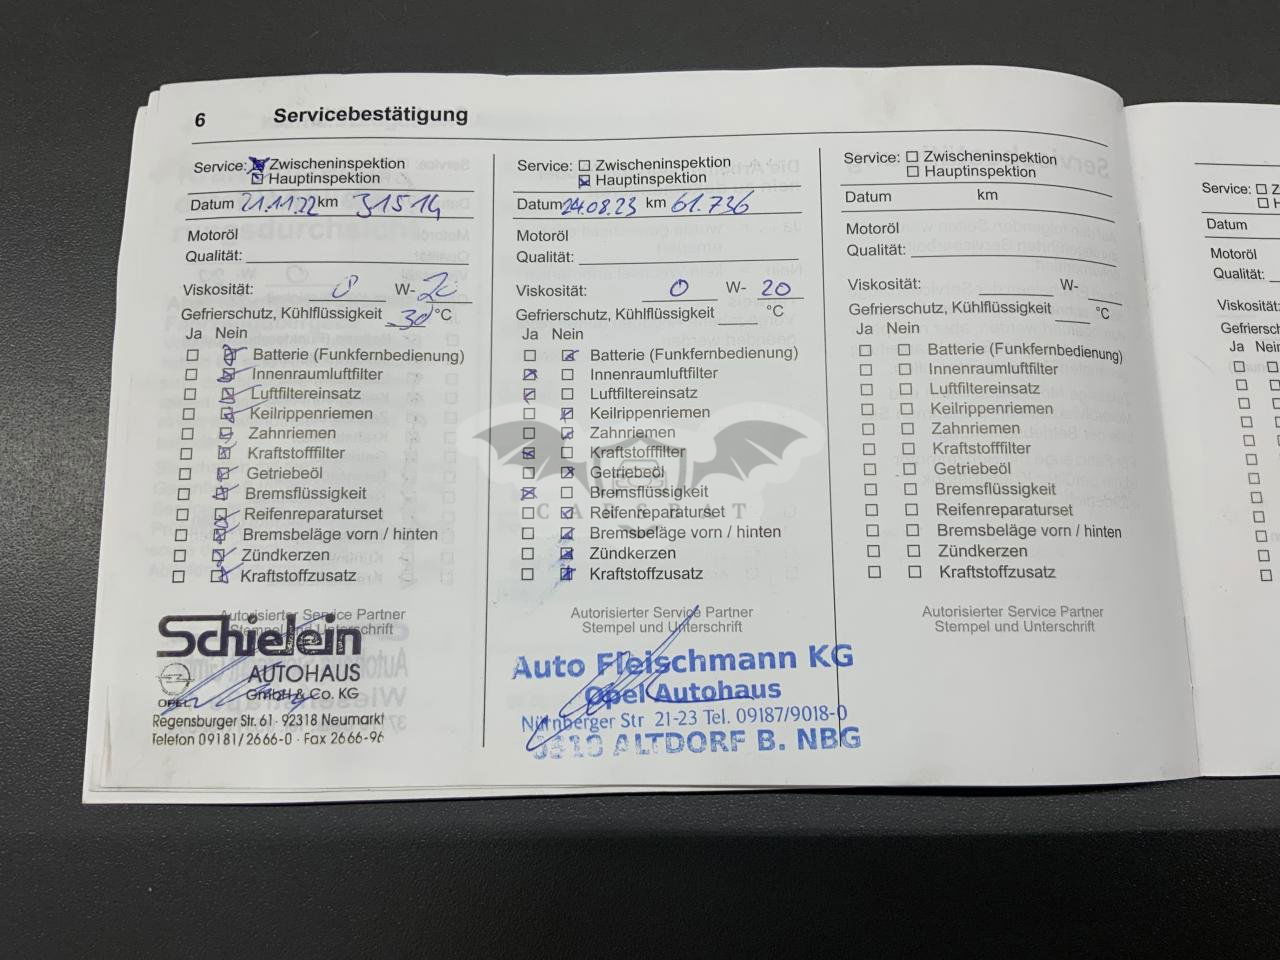 6 Servicebestätigung
Service: Zwischeninspektion
Hauptinspektion
Datum 21.11.22 km 31514
Motoröl
Qualität:
Viskosität: 0 W- 20
Gefrierschutz, Kühlflüssigkeit -30 °C
Ja Nein
Batterie (Funkfernbedienung)
Innenraumluftfilter
Luftfiltereinsatz
Keilrippenriemen
Zahnriemen
Kraftstofffilter
Getriebeöl
Bremsflüssigkeit
Reifenreparaturset
Bremsbeläge vorn / hinten
Zündkerzen
Kraftstoffzusatz
Autorisierter Service Partner
Stempel und Unterschrift
Schielein
AUTOHAUS
GmbH & Co. KG
OPEL
Regensburger Str. 61 · 92318 Neumarkt
Telefon 09181/2666-0 · Fax 2666-96
Service: Zwischeninspektion
Hauptinspektion
Datum 24.08.23 km 61.736
Motoröl
Qualität:
Viskosität: 0 W- 20
Gefrierschutz, Kühlflüssigkeit °C
Ja Nein
Batterie (Funkfernbedienung)
Innenraumluftfilter
Luftfiltereinsatz
Keilrippenriemen
Zahnriemen
Kraftstofffilter
Getriebeöl
Bremsflüssigkeit
Reifenreparaturset
Bremsbeläge vorn / hinten
Zündkerzen
Kraftstoffzusatz
Autorisierter Service Partner
Stempel und Unterschrift
Auto Fleischmann KG
Opel Autohaus
Nürnberger Str 21-23 Tel. 09187/9018-0
ALTDORF B. NBG
Service: Zwischeninspektion
Hauptinspektion
Datum km
Motoröl
Qualität:
Viskosität: W-
Gefrierschutz, Kühlflüssigkeit °C
Ja Nein
Batterie (Funkfernbedienung)
Innenraumluftfilter
Luftfiltereinsatz
Keilrippenriemen
Zahnriemen
Kraftstofffilter
Getriebeöl
Bremsflüssigkeit
Reifenreparaturset
Bremsbeläge vorn / hinten
Zündkerzen
Kraftstoffzusatz
Autorisierter Service Partner
Stempel und Unterschrift
Service: Z
H
Datum
Motoröl
Qualität:
Viskosität:
Gefriersch
Ja Nein